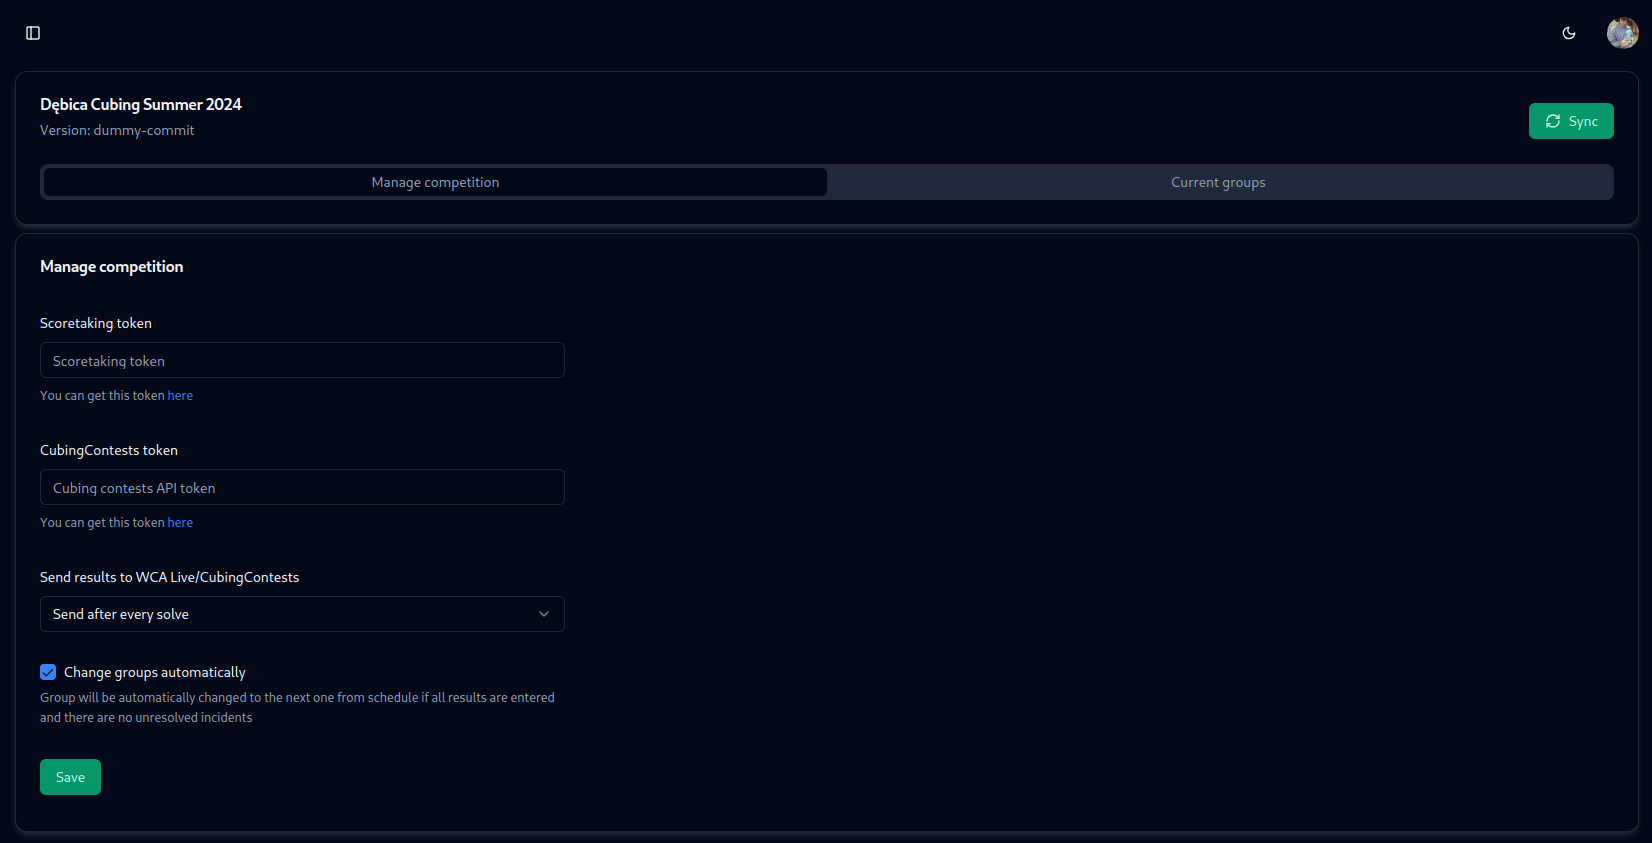 Dębica Cubing Summer 2024
Version: dummy-commit
Sync
Manage competition
Current groups
Manage competition
Scoretaking token
Scoretaking token
You can get this token here
CubingContests token
Cubing contests API token
You can get this token here
Send results to WCA Live/CubingContests
Send after every solve
Change groups automatically
Group will be automatically changed to the next one from schedule if all results are entered
and there are no unresolved incidents
Save